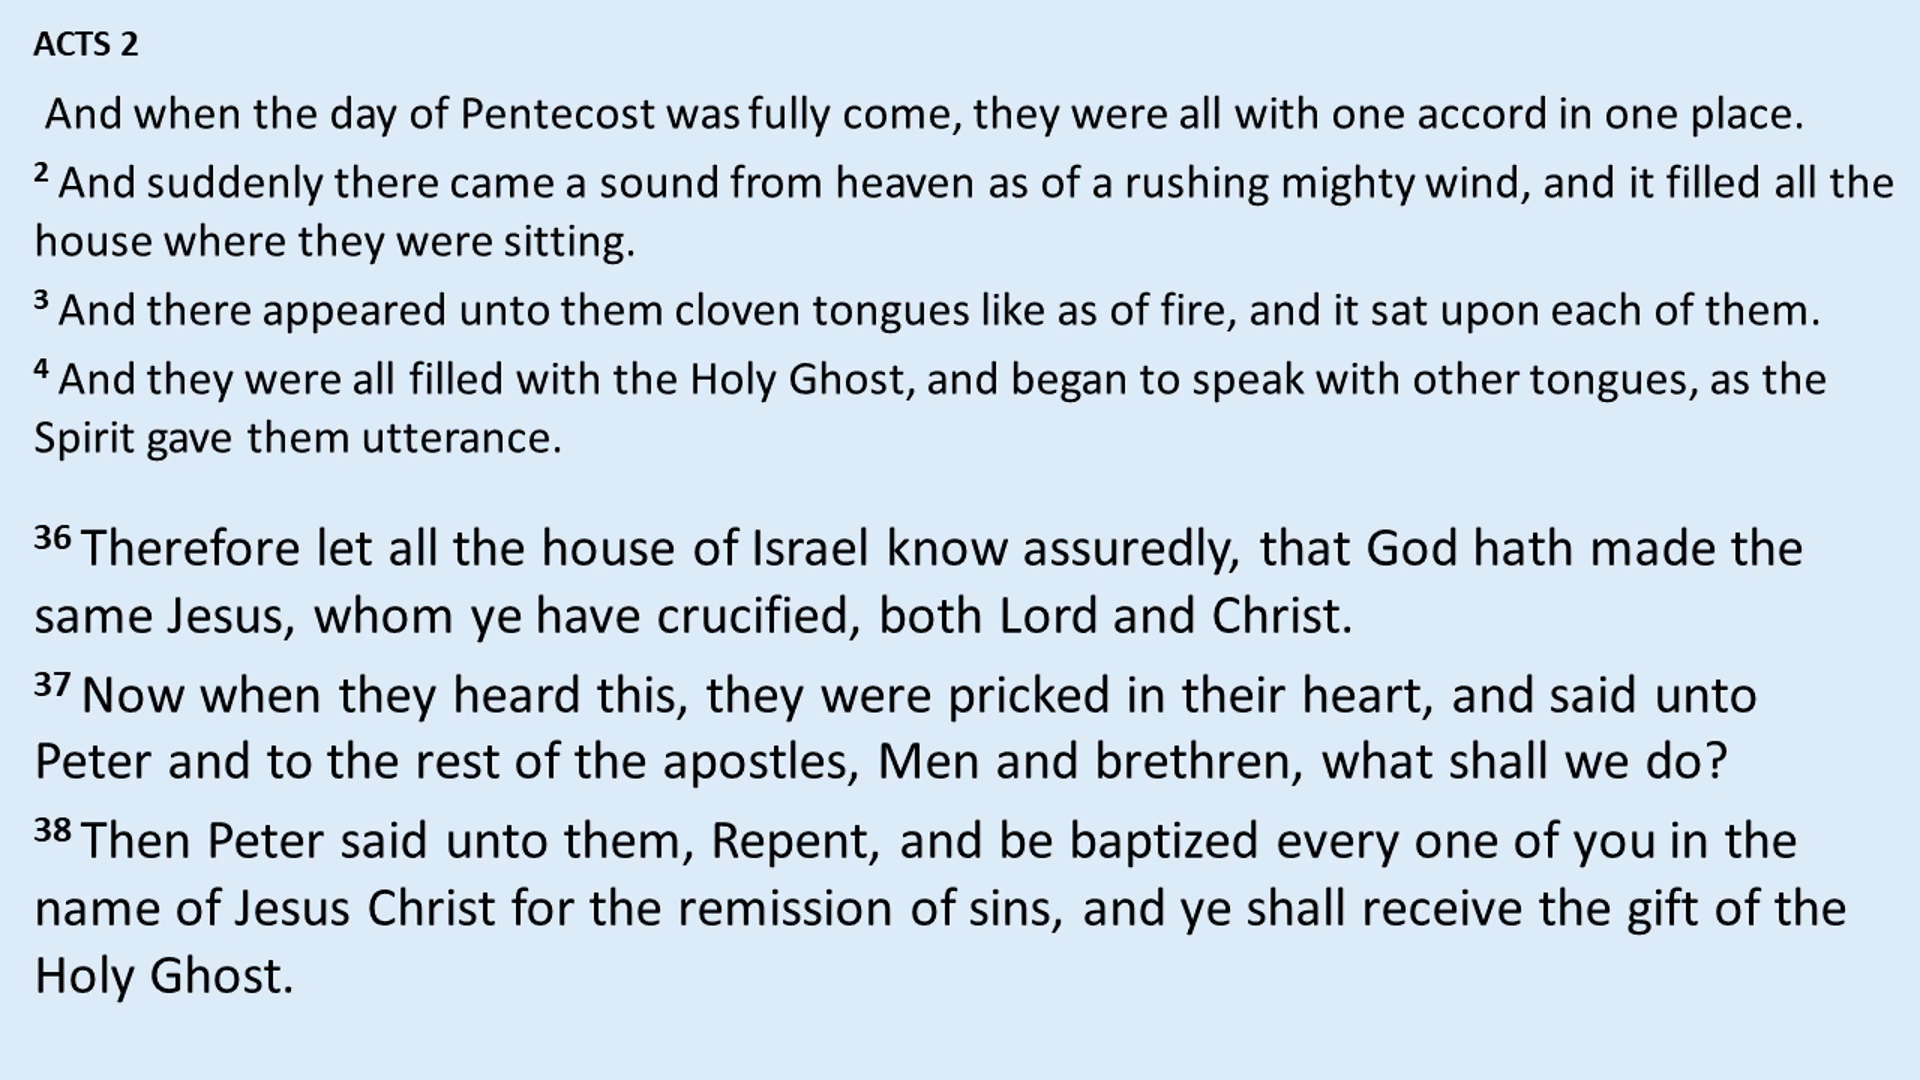 ACTS 2
And when the day of Pentecost was fully come, they were all with one accord in one place.
2 And suddenly there came a sound from heaven as of a rushing mighty wind, and it filled all the
house where they were sitting.
3 And there appeared unto them cloven tongues like as of fire, and it sat upon each of them.
4 And they were all filled with the Holy Ghost, and began to speak with other tongues, as the
Spirit gave them utterance.
36 Therefore let all the house of Israel know assuredly, that God hath made the
same Jesus, whom ye have crucified, both Lord and Christ.
37 Now when they heard this, they were pricked in their heart, and said unto
Peter and to the rest of the apostles, Men and brethren, what shall we do?
38 Then Peter said unto them, Repent, and be baptized every one of you in the
name of Jesus Christ for the remission of sins, and ye shall receive the gift of the
Holy Ghost.